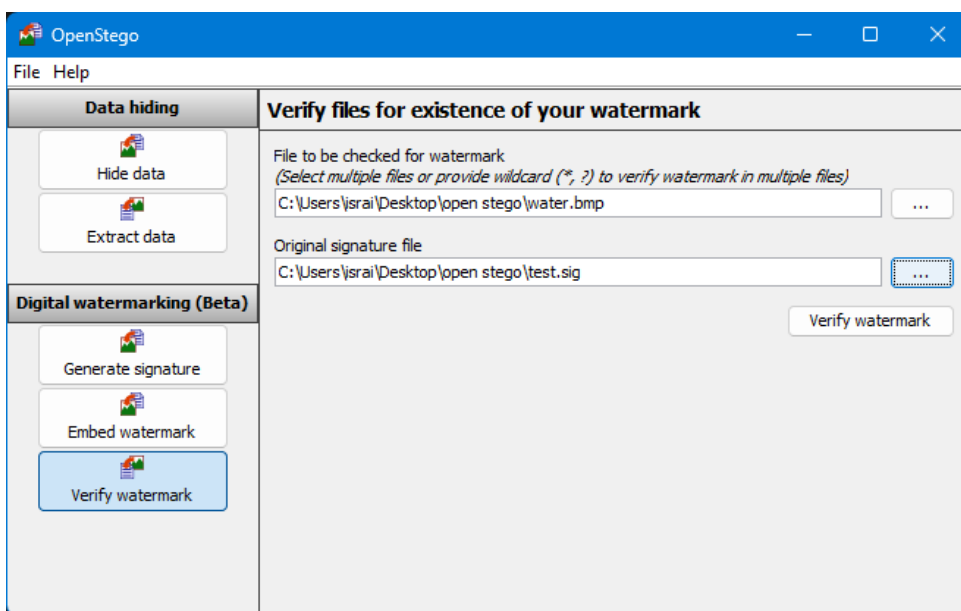 OpenStego
File Help
Data hiding
Hide data
Extract data
Digital watermarking (Beta)
Generate signature
Embed watermark
Verify watermark
Verify files for existence of your watermark
File to be checked for watermark
(Select multiple files or provide wildcard (*, ?) to verify watermark in multiple files)
C:\Users\israi\Desktop\open stego\water.bmp
...
Original signature file
C:\Users\israi\Desktop\open stego\test.sig
...
Verify watermark